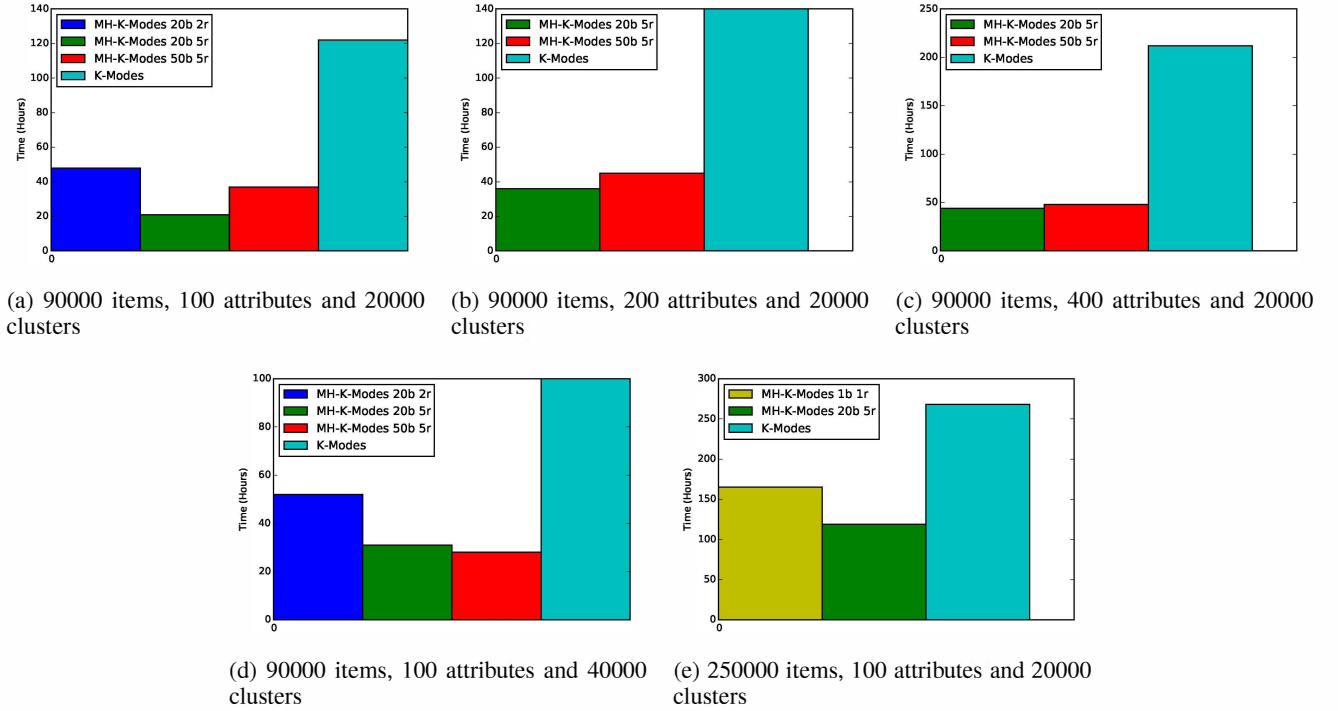 140
120
100
80
60
40
20
0
0
Time (Hours)
MH-K-Modes 20b 2r
MH-K-Modes 20b 5r
MH-K-Modes 50b 5r
K-Modes
(a) 90000 items, 100 attributes and 20000
clusters
140
120
100
80
60
40
20
0
0
Time (Hours)
MH-K-Modes 20b 5r
MH-K-Modes 50b 5r
K-Modes
(b) 90000 items, 200 attributes and 20000
clusters
250
200
150
100
50
0
0
Time (Hours)
MH-K-Modes 20b 5r
MH-K-Modes 50b 5r
K-Modes
(c) 90000 items, 400 attributes and 20000
clusters
100
80
60
40
20
0
0
Time (Hours)
MH-K-Modes 20b 2r
MH-K-Modes 20b 5r
MH-K-Modes 50b 5r
K-Modes
(d) 90000 items, 100 attributes and 40000
clusters
300
250
200
150
100
50
0
0
Time (Hours)
MH-K-Modes 1b 1r
MH-K-Modes 20b 5r
K-Modes
(e) 250000 items, 100 attributes and 20000
clusters